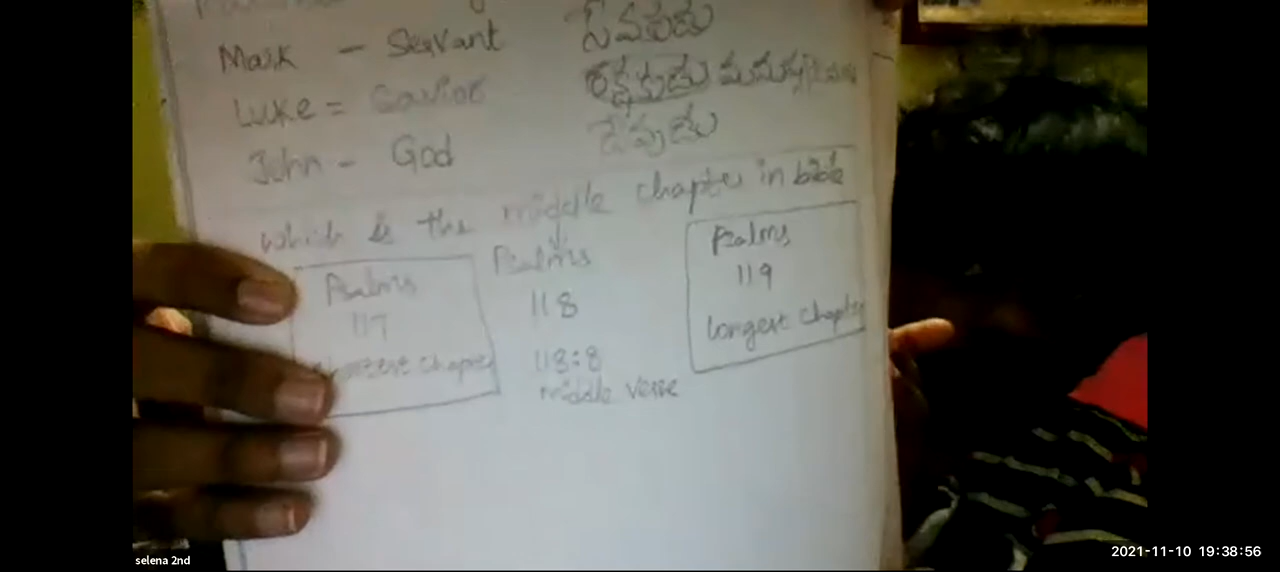 Mark - Servant సేవకుడు
Luke = Savior రక్షకుడు
John - God దేవుడు
which is the middle chapter in bible
Psalms 117 shortest chapter
Psalms 118
118:8
middle verse
Psalms
119
longest chapter
selena 2nd
2021-11-10 19:38:56